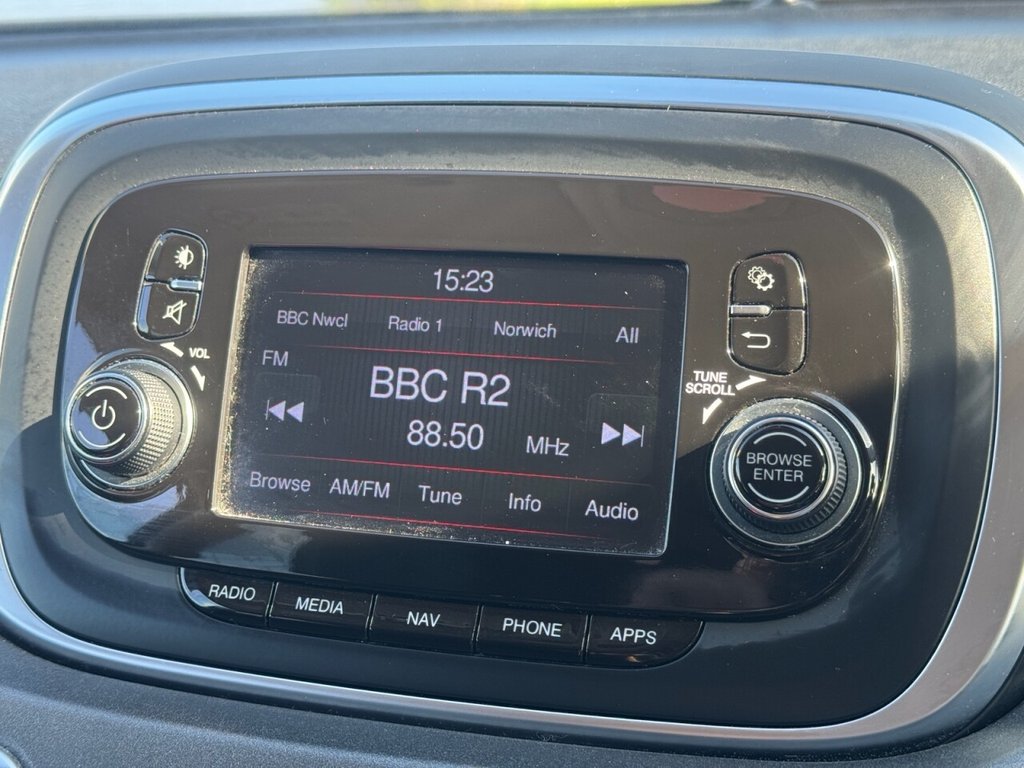 15:23
BBC Nwcl Radio 1 Norwich All
FM
BBC R2
88.50 MHz
Browse AM/FM Tune Info Audio
VOL
TUNE
SCROLL
BROWSE
ENTER
RADIO MEDIA NAV PHONE APPS